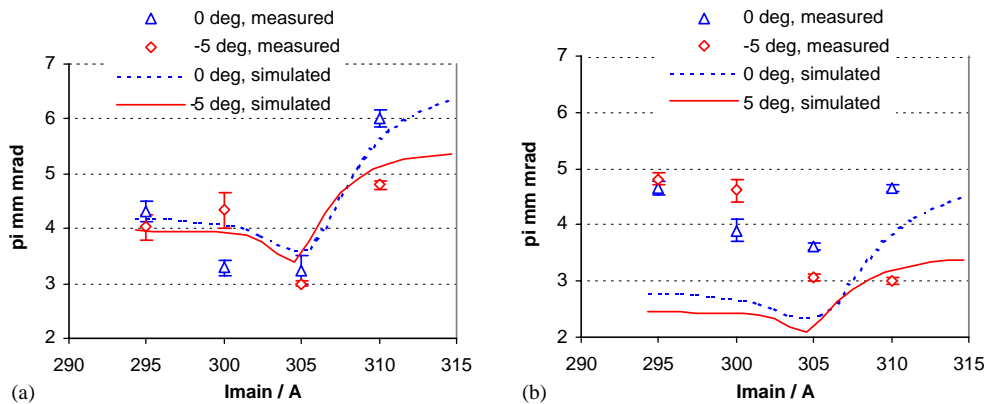 0 deg, measured
-5 deg, measured
0 deg, simulated
-5 deg, simulated
7
6
5
4
3
2
pi mm mrad
290
295
300
305
310
315
Imain / A
(a)
0 deg, measured
-5 deg, measured
0 deg, simulated
5 deg, simulated
7
6
5
4
3
2
pi mm mrad
290
295
300
305
310
315
Imain / A
(b)